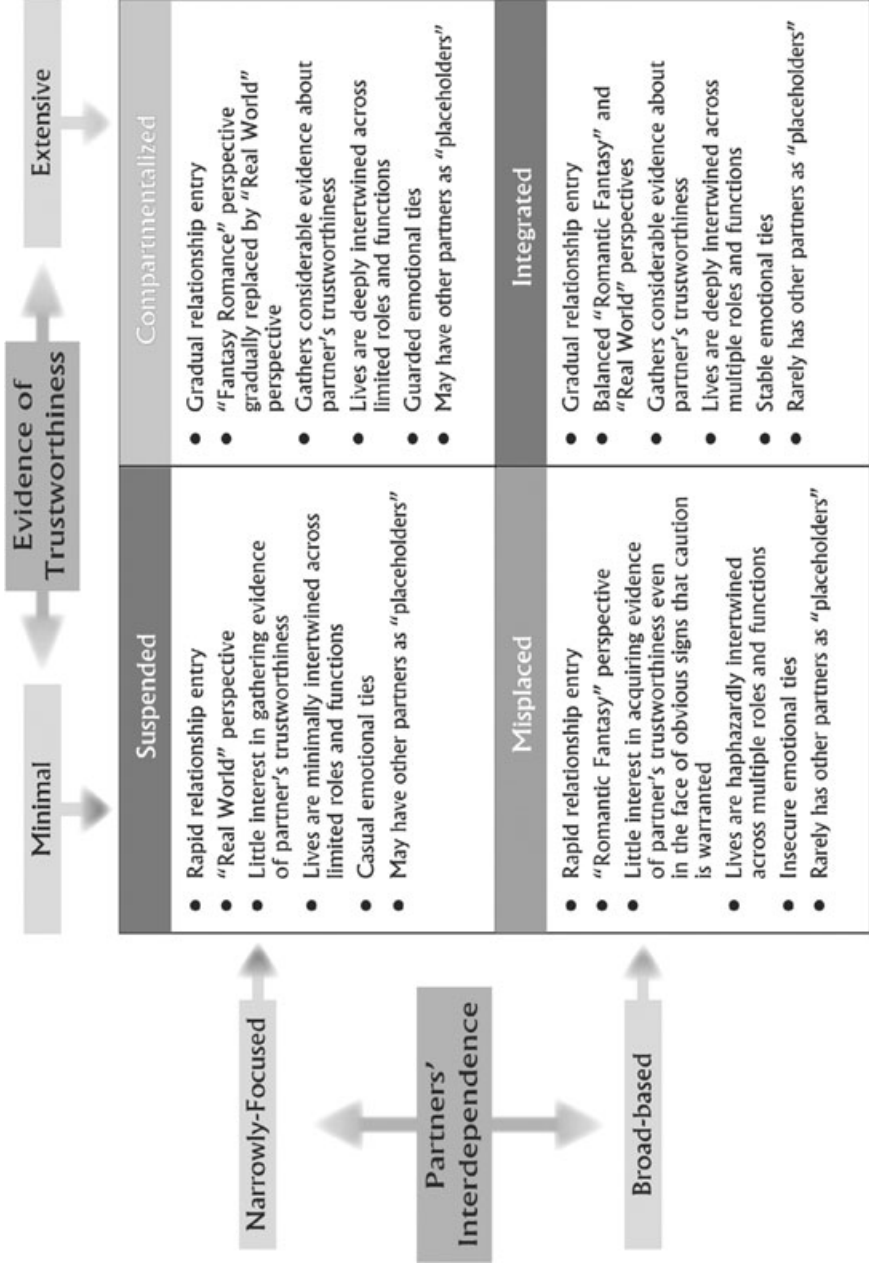 Evidence of
Trustworthiness
Minimal
Extensive
Partners'
Interdependence
Narrowly-Focused
Broad-based
Suspended
● Rapid relationship entry
● "Real World" perspective
● Little interest in gathering evidence
of partner's trustworthiness
● Lives are minimally intertwined across
limited roles and functions
● Casual emotional ties
● May have other partners as "placeholders"
Compartmentalized
● Gradual relationship entry
● "Fantasy Romance" perspective
gradually replaced by "Real World"
perspective
● Gathers considerable evidence about
partner's trustworthiness
● Lives are deeply intertwined across
limited roles and functions
● Guarded emotional ties
● May have other partners as "placeholders"
Misplaced
● Rapid relationship entry
● "Romantic Fantasy" perspective
● Little interest in acquiring evidence
of partner's trustworthiness even
in the face of obvious signs that caution
is warranted
● Lives are haphazardly intertwined
across multiple roles and functions
● Insecure emotional ties
● Rarely has other partners as "placeholders"
Integrated
● Gradual relationship entry
● Balanced "Romantic Fantasy" and
"Real World" perspectives
● Gathers considerable evidence about
partner's trustworthiness
● Lives are deeply intertwined across
multiple roles and functions
● Stable emotional ties
● Rarely has other partners as "placeholders"